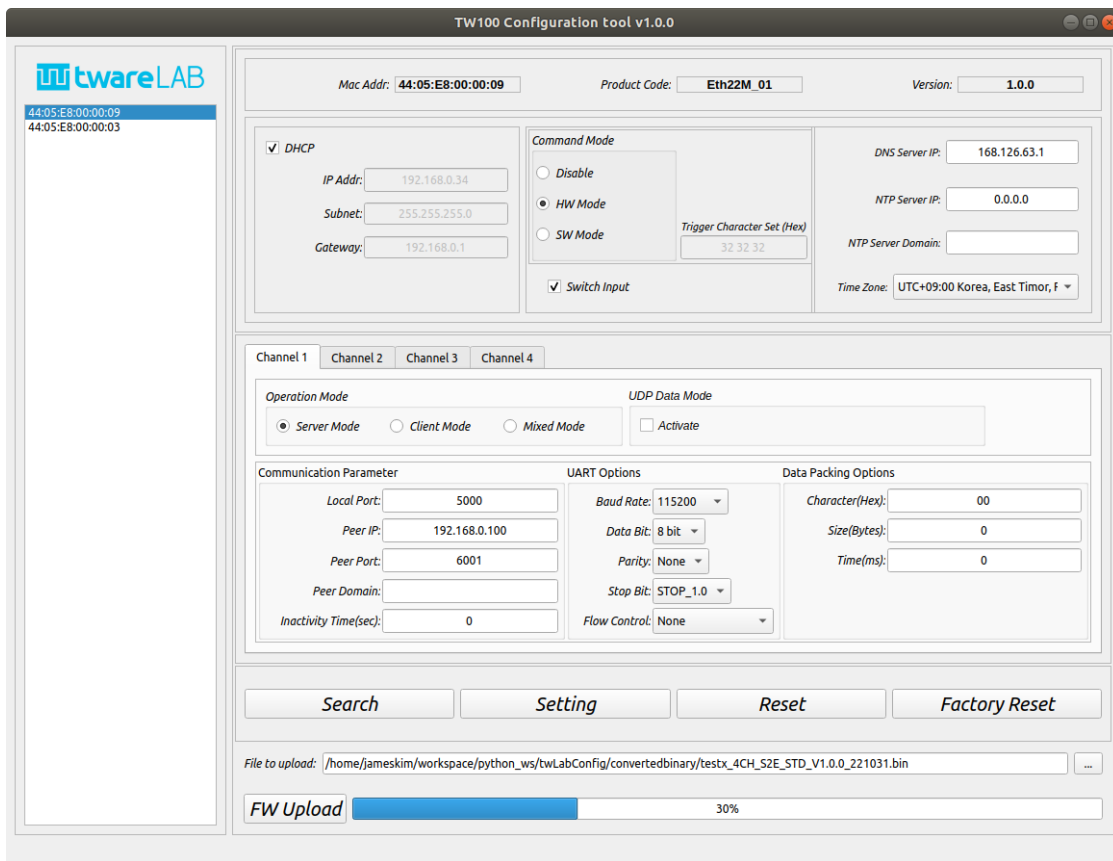 TW100 Configuration tool v1.0.0
twareLAB
44:05:E8:00:00:09
44:05:E8:00:00:03
Mac Addr: 44:05:E8:00:00:09 Product Code: Eth22M_01 Version: 1.0.0
DHCP
IP Addr: 192.168.0.34
Subnet: 255.255.255.0
Gateway: 192.168.0.1
Command Mode
Disable
HW Mode
SW Mode
Trigger Character Set (Hex)
32 32 32
Switch Input
DNS Server IP: 168.126.63.1
NTP Server IP: 0.0.0.0
NTP Server Domain:
Time Zone: UTC+09:00 Korea, East Timor, F
Channel 1 Channel 2 Channel 3 Channel 4
Operation Mode
Server Mode Client Mode Mixed Mode
UDP Data Mode
Activate
Communication Parameter
Local Port: 5000
Peer IP: 192.168.0.100
Peer Port: 6001
Peer Domain:
Inactivity Time(sec): 0
UART Options
Baud Rate: 115200
Data Bit: 8 bit
Parity: None
Stop Bit: STOP_1.0
Flow Control: None
Data Packing Options
Character(Hex): 00
Size(Bytes): 0
Time(ms): 0
Search Setting Reset Factory Reset
File to upload: /home/jameskim/workspace/python_ws/twLabConfig/convertedbinary/testx_4CH_S2E_STD_V1.0.0_221031.bin ...
FW Upload 30%